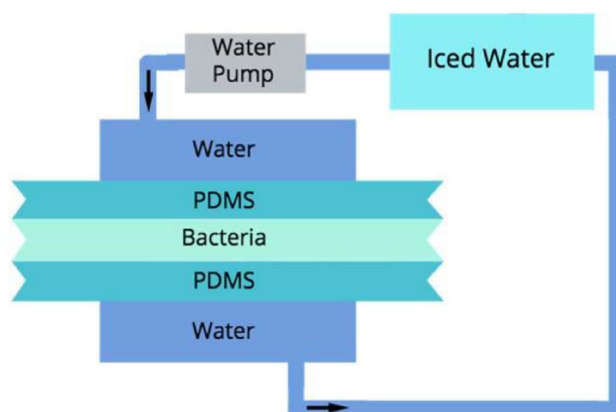 Water
Pump
Iced Water
Water
PDMS
Bacteria
PDMS
Water